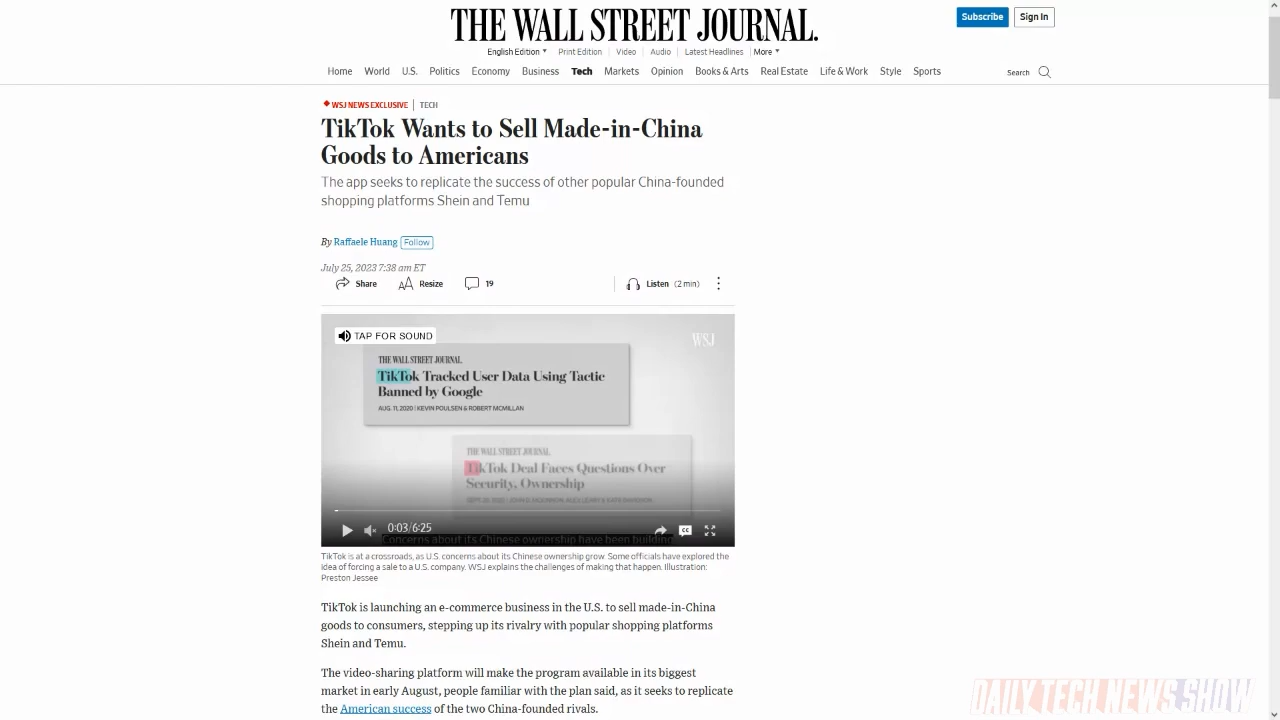 THE WALL STREET JOURNAL.
Subscribe
Sign In
English Edition
Print Edition
Video
Audio
Latest Headlines
More
Home
World
U.S.
Politics
Economy
Business
Tech
Markets
Opinion
Books & Arts
Real Estate
Life & Work
Style
Sports
Search
WSJ NEWS EXCLUSIVE
TECH
TikTok Wants to Sell Made-in-China
Goods to Americans
The app seeks to replicate the success of other popular China-founded
shopping platforms Shein and Temu
By Raffaele Huang
Follow
July 25, 2023 7:38 am ET
Share
AA Resize
19
Listen (2 min)
TAP FOR SOUND
WSJ
THE WALL STREET JOURNAL.
TikTok Tracked User Data Using Tactic
Banned by Google
AUG. 11, 2020 | KEVIN POULSEN & ROBERT MCMILLAN
THE WALL STREET JOURNAL.
TikTok Deal Faces Questions Over
Security, Ownership
0:03/6:25
CC
Concerns about its Chinese ownership have been building
TikTok is at a crossroads, as U.S. concerns about its Chinese ownership grow. Some officials have explored the
idea of forcing a sale to a U.S. company. WSJ explains the challenges of making that happen. Illustration:
Preston Jessee
TikTok is launching an e-commerce business in the U.S. to sell made-in-China
goods to consumers, stepping up its rivalry with popular shopping platforms
Shein and Temu.
The video-sharing platform will make the program available in its biggest
market in early August, people familiar with the plan said, as it seeks to replicate
the American success of the two China-founded rivals.
DAILY TECH NEWS SHOW